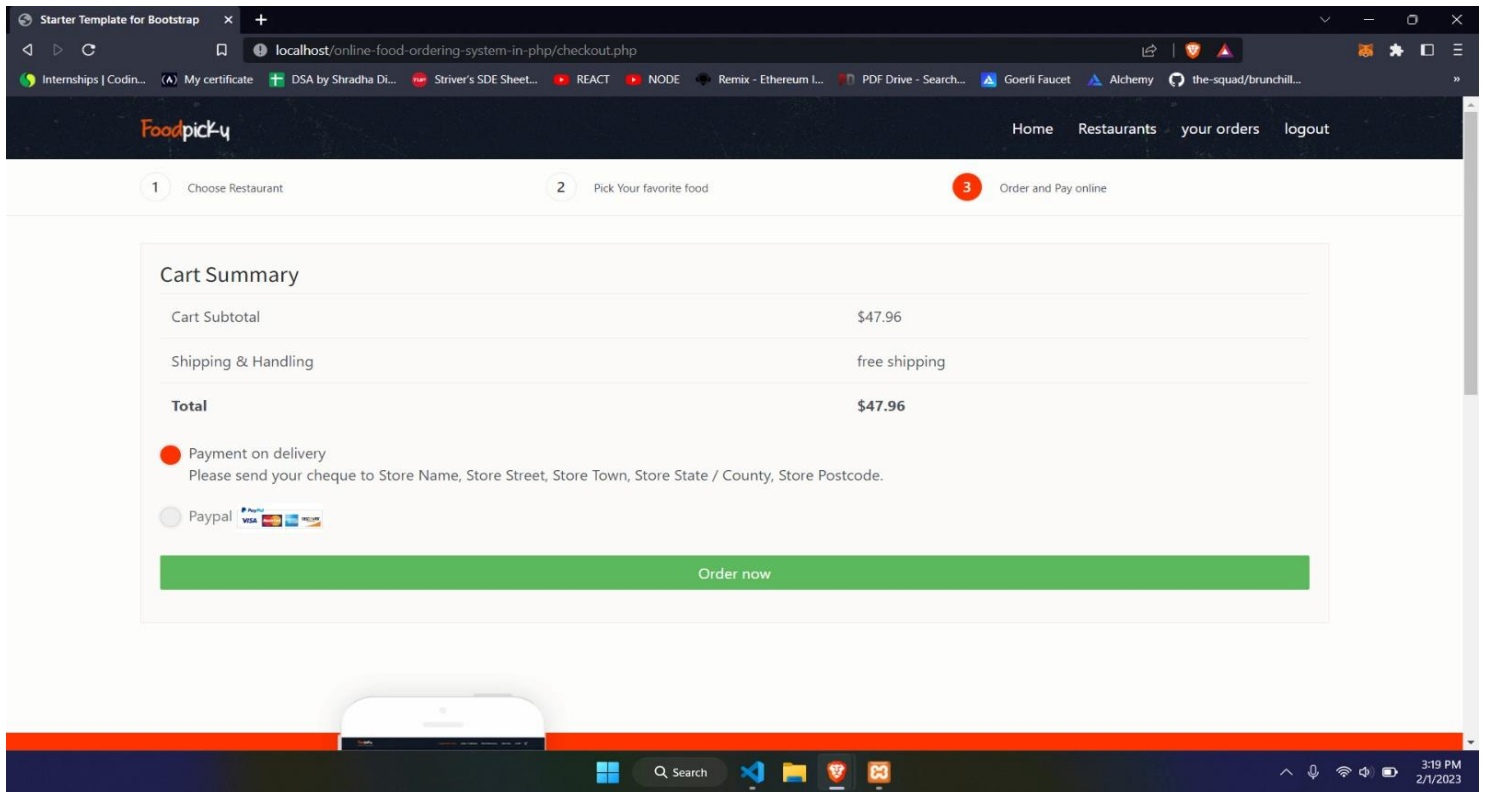 Starter Template for Bootstrap
localhost/online-food-ordering-system-in-php/checkout.php
Internships | Codin... My certificate DSA by Shradha Di... Striver's SDE Sheet... REACT NODE Remix - Ethereum I... PDF Drive - Search... Goerli Faucet Alchemy the-squad/brunchill... »
Foodpicky Home Restaurants your orders logout
1 Choose Restaurant 2 Pick Your favorite food 3 Order and Pay online
Cart Summary
Cart Subtotal $47.96
Shipping & Handling free shipping
Total $47.96
Payment on delivery
Please send your cheque to Store Name, Store Street, Store Town, Store State / County, Store Postcode.
Paypal PayPal VISA
Order now
Search
3:19 PM
2/1/2023